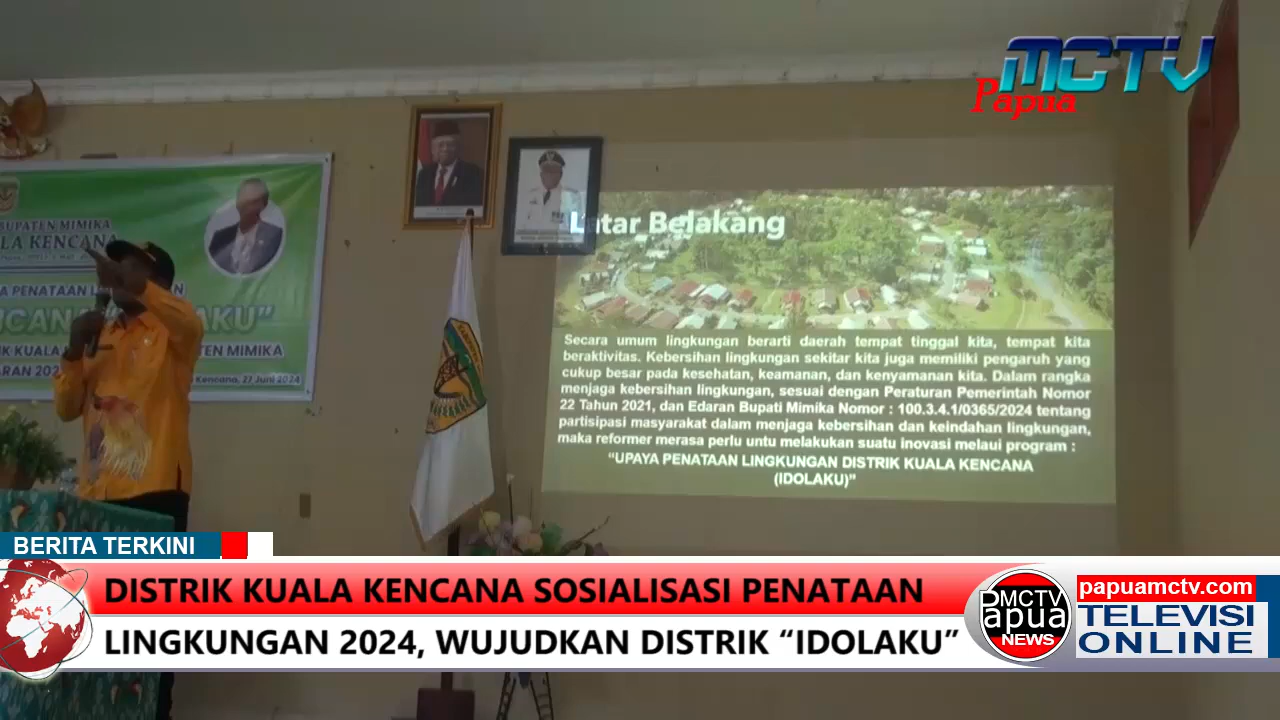 MCTV
Papua
BUPATEN MIMIKA
LA KENCANA
A PENATAAN
NCANA
AKU"
IK KUALA
PATEN MIMIKA
ARAN 202
Kencana, 27 Juni 2024
Latar Belakang
Secara umum lingkungan berarti daerah tempat tinggal kita, tempat kita
beraktivitas. Kebersihan lingkungan sekitar kita juga memiliki pengaruh yang
cukup besar pada kesehatan, keamanan, dan kenyamanan kita. Dalam rangka
menjaga kebersihan lingkungan, sesuai dengan Peraturan Pemerintah Nomor
22 Tahun 2021, dan Edaran Bupati Mimika Nomor : 100.3.4.1/0365/2024 tentang
partisipasi masyarakat dalam menjaga kebersihan dan keindahan lingkungan,
maka reformer merasa perlu untu melakukan suatu inovasi melaui program :
“UPAYA PENATAAN LINGKUNGAN DISTRIK KUALA KENCANA
(IDOLAKU)”
BERITA TERKINI
DISTRIK KUALA KENCANA SOSIALISASI PENATAAN
LINGKUNGAN 2024, WUJUDKAN DISTRIK “IDOLAKU”
MCTV
Papua
NEWS
papuamctv.com
TELEVISI
ONLINE